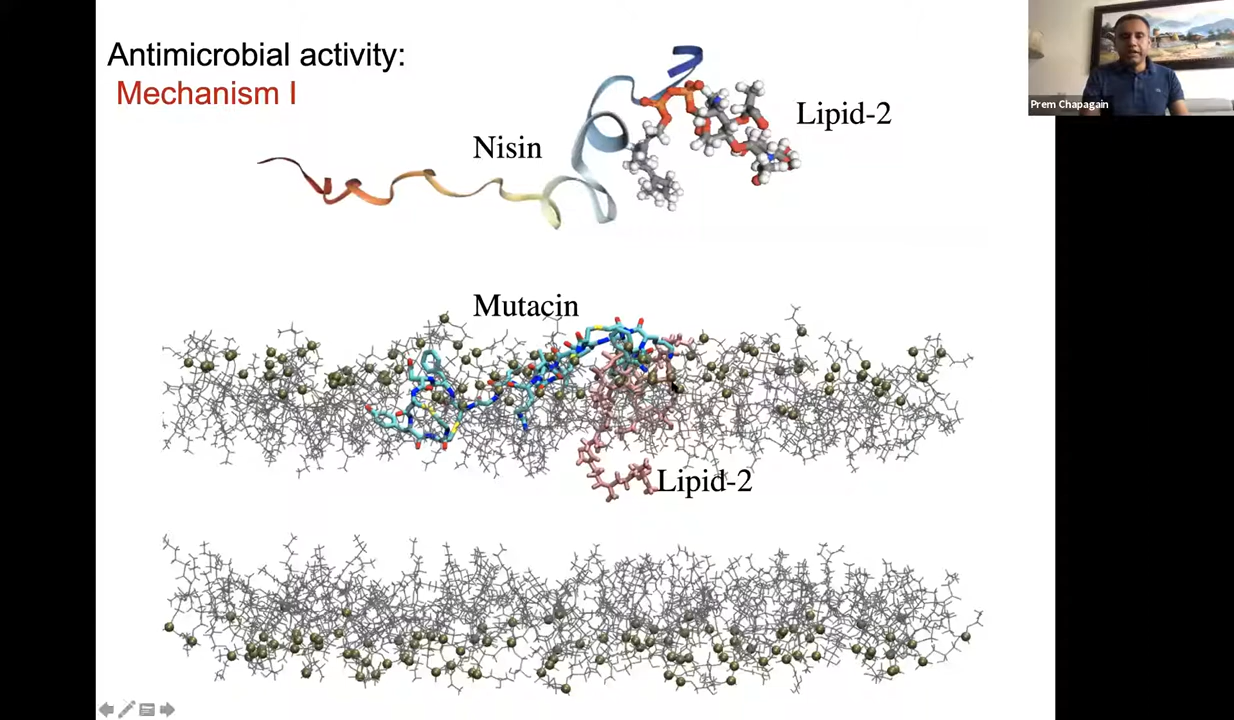 Antimicrobial activity:
Mechanism I
Prem Chapagain
Lipid-2
Nisin
Mutacin
Lipid-2